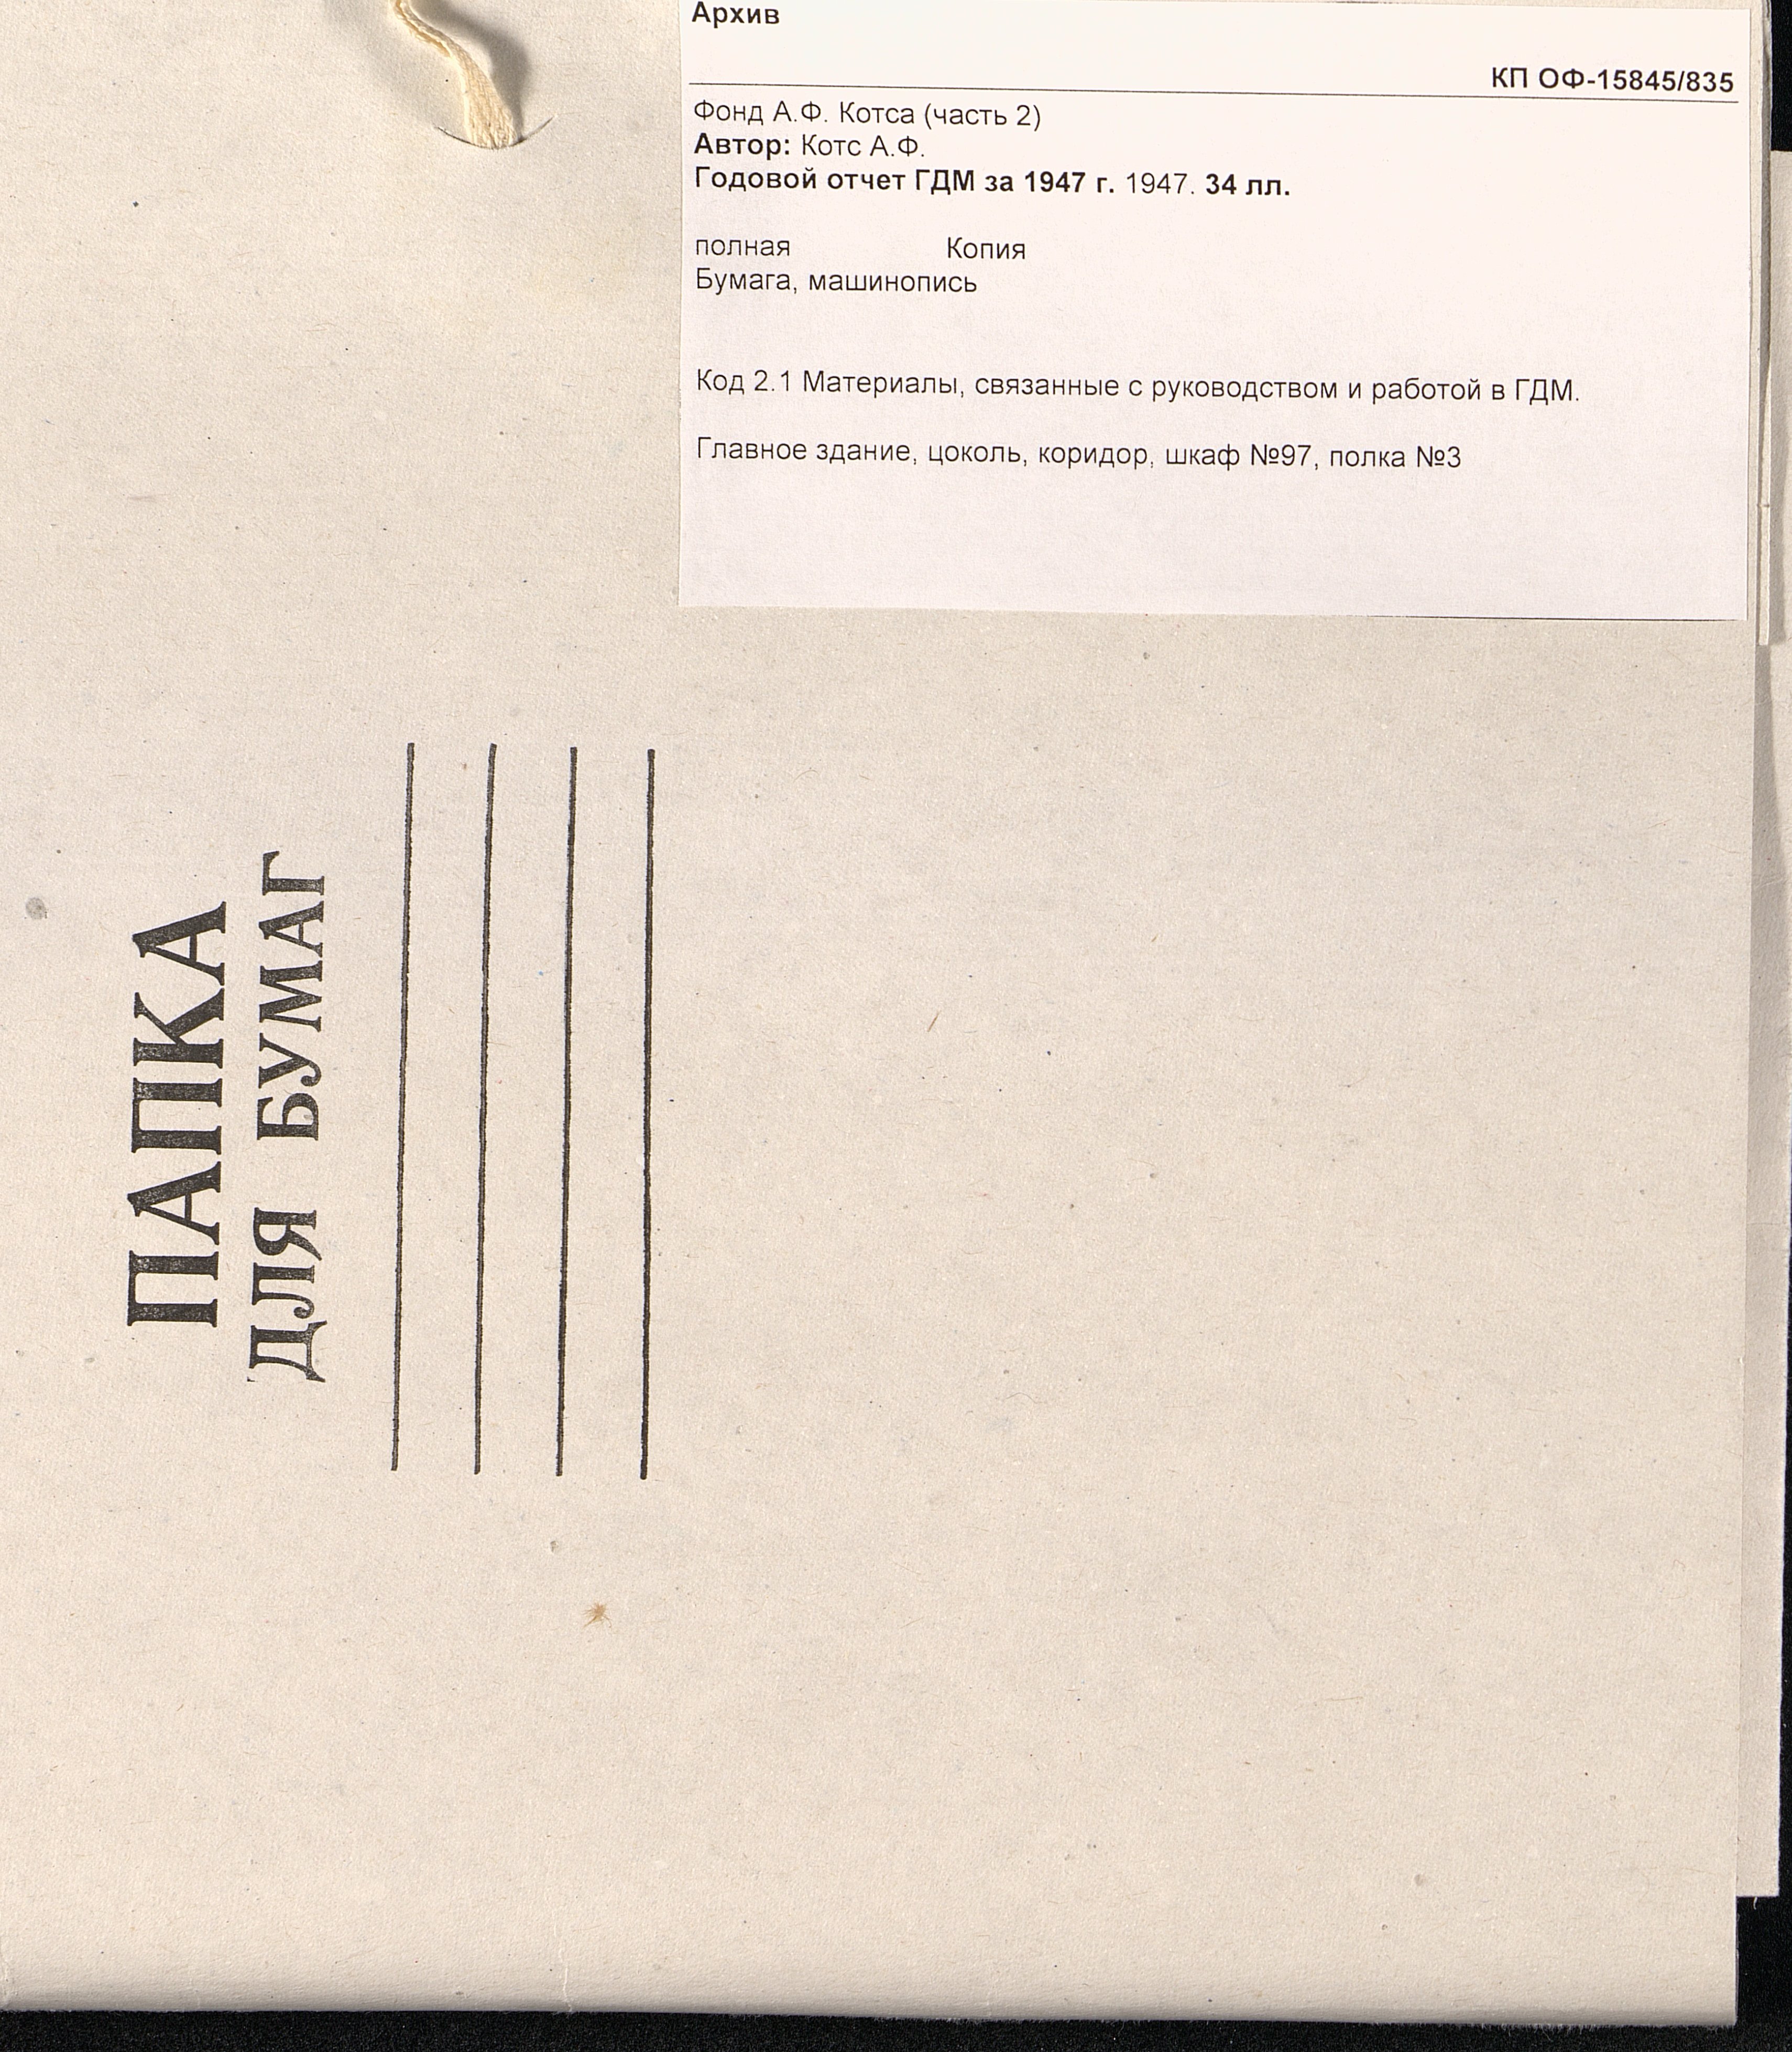 Архив
КП ОФ-15845/835
Фонд А.Ф. Котса (часть 2)
Автор: Котс А.Ф.
Годовой отчет ГДМ за 1947 г. 1947. 34 лл.
полная Копия
Бумага, машинопись
Код 2.1 Материалы, связанные с руководством и работой в ГДМ.
Главное здание, цоколь, коридор, шкаф №97, полка №3
ПАПКА
ДЛЯ БУМАГ